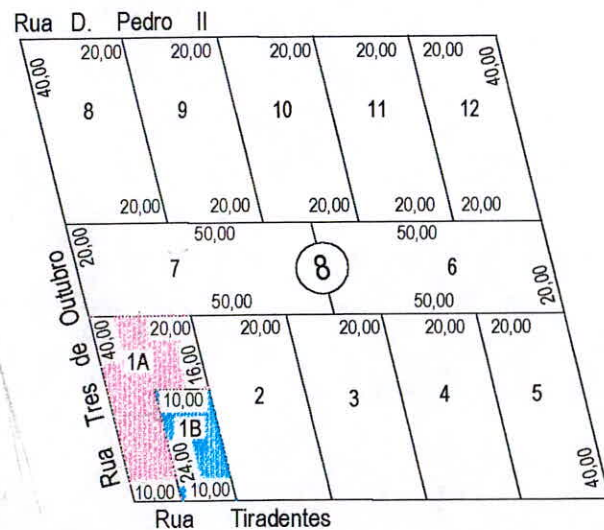 Rua D. Pedro II
20,00 20,00 20,00 20,00 20,00
40,00 40,00
8 9 10 11 12
20,00 20,00 20,00 20,00 20,00
50,00 50,00
20,00 7 8 6 20,00
50,00 50,00
Rua Tres de Outubro
40,00 20,00 20,00 20,00 20,00 20,00
1A 16,00
10,00 2 3 4 5
1B
24,00 40,00
10,00 10,00
Rua Tiradentes